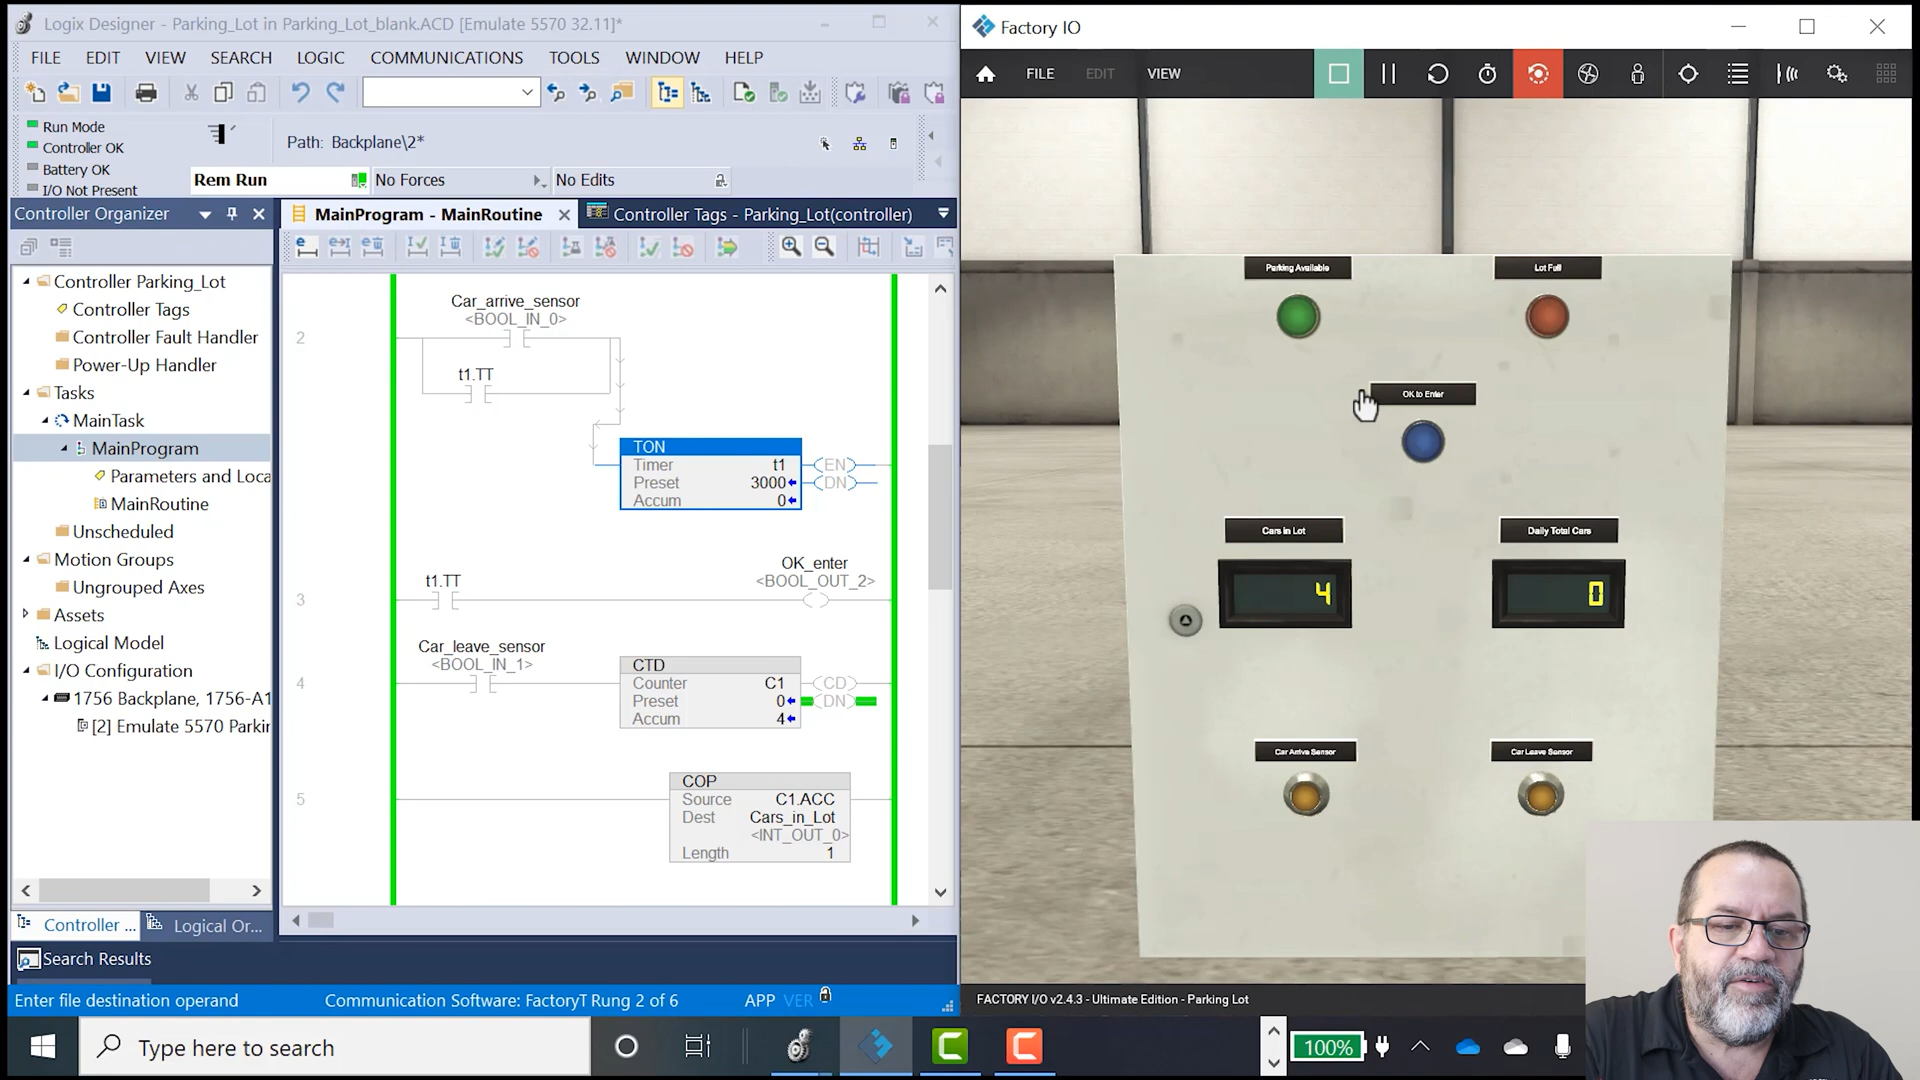 Logix Designer - Parking_Lot in Parking_Lot_blank.ACD [Emulate 5570 32.11]*
FILE EDIT VIEW SEARCH LOGIC COMMUNICATIONS TOOLS WINDOW HELP
Run Mode
Controller OK
Battery OK
I/O Not Present
Path: Backplane\2*
Rem Run
No Forces
No Edits
Controller Organizer
MainProgram - MainRoutine
Controller Tags - Parking_Lot(controller)
Controller Parking_Lot
Controller Tags
Controller Fault Handler
Power-Up Handler
Tasks
MainTask
MainProgram
Parameters and Loca
MainRoutine
Unscheduled
Motion Groups
Ungrouped Axes
Assets
Logical Model
I/O Configuration
1756 Backplane, 1756-A1
[2] Emulate 5570 Parkin
Controller ...
Logical Or...
Search Results
2
Car_arrive_sensor
<BOOL_IN_0>
t1.TT
TON
Timer t1
Preset 3000
Accum 0
EN
DN
3
t1.TT
OK_enter
<BOOL_OUT_2>
4
Car_leave_sensor
<BOOL_IN_1>
CTD
Counter C1
Preset 0
Accum 4
CD
DN
5
COP
Source C1.ACC
Dest Cars_in_Lot
<INT_OUT_0>
Length 1
Enter file destination operand
Communication Software: FactoryT Rung 2 of 6
APP VER
Factory IO
FILE EDIT VIEW
Parking Available
Lot Full
OK to Enter
Cars in Lot
Daily Total Cars
4
0
Car Arrive Sensor
Car Leave Sensor
FACTORY I/O v2.4.3 - Ultimate Edition - Parking Lot
Type here to search
100%